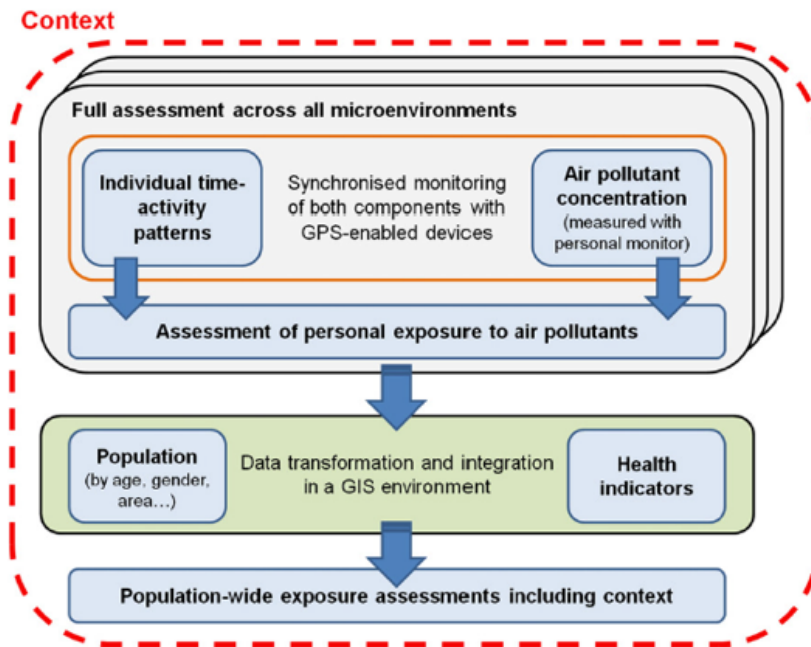 Context
Full assessment across all microenvironments
Individual time-
activity
patterns
Synchronised monitoring
of both components with
GPS-enabled devices
Air pollutant
concentration
(measured with
personal monitor)
Assessment of personal exposure to air pollutants
Population
(by age, gender,
area...)
Data transformation and integration
in a GIS environment
Health
indicators
Population-wide exposure assessments including context